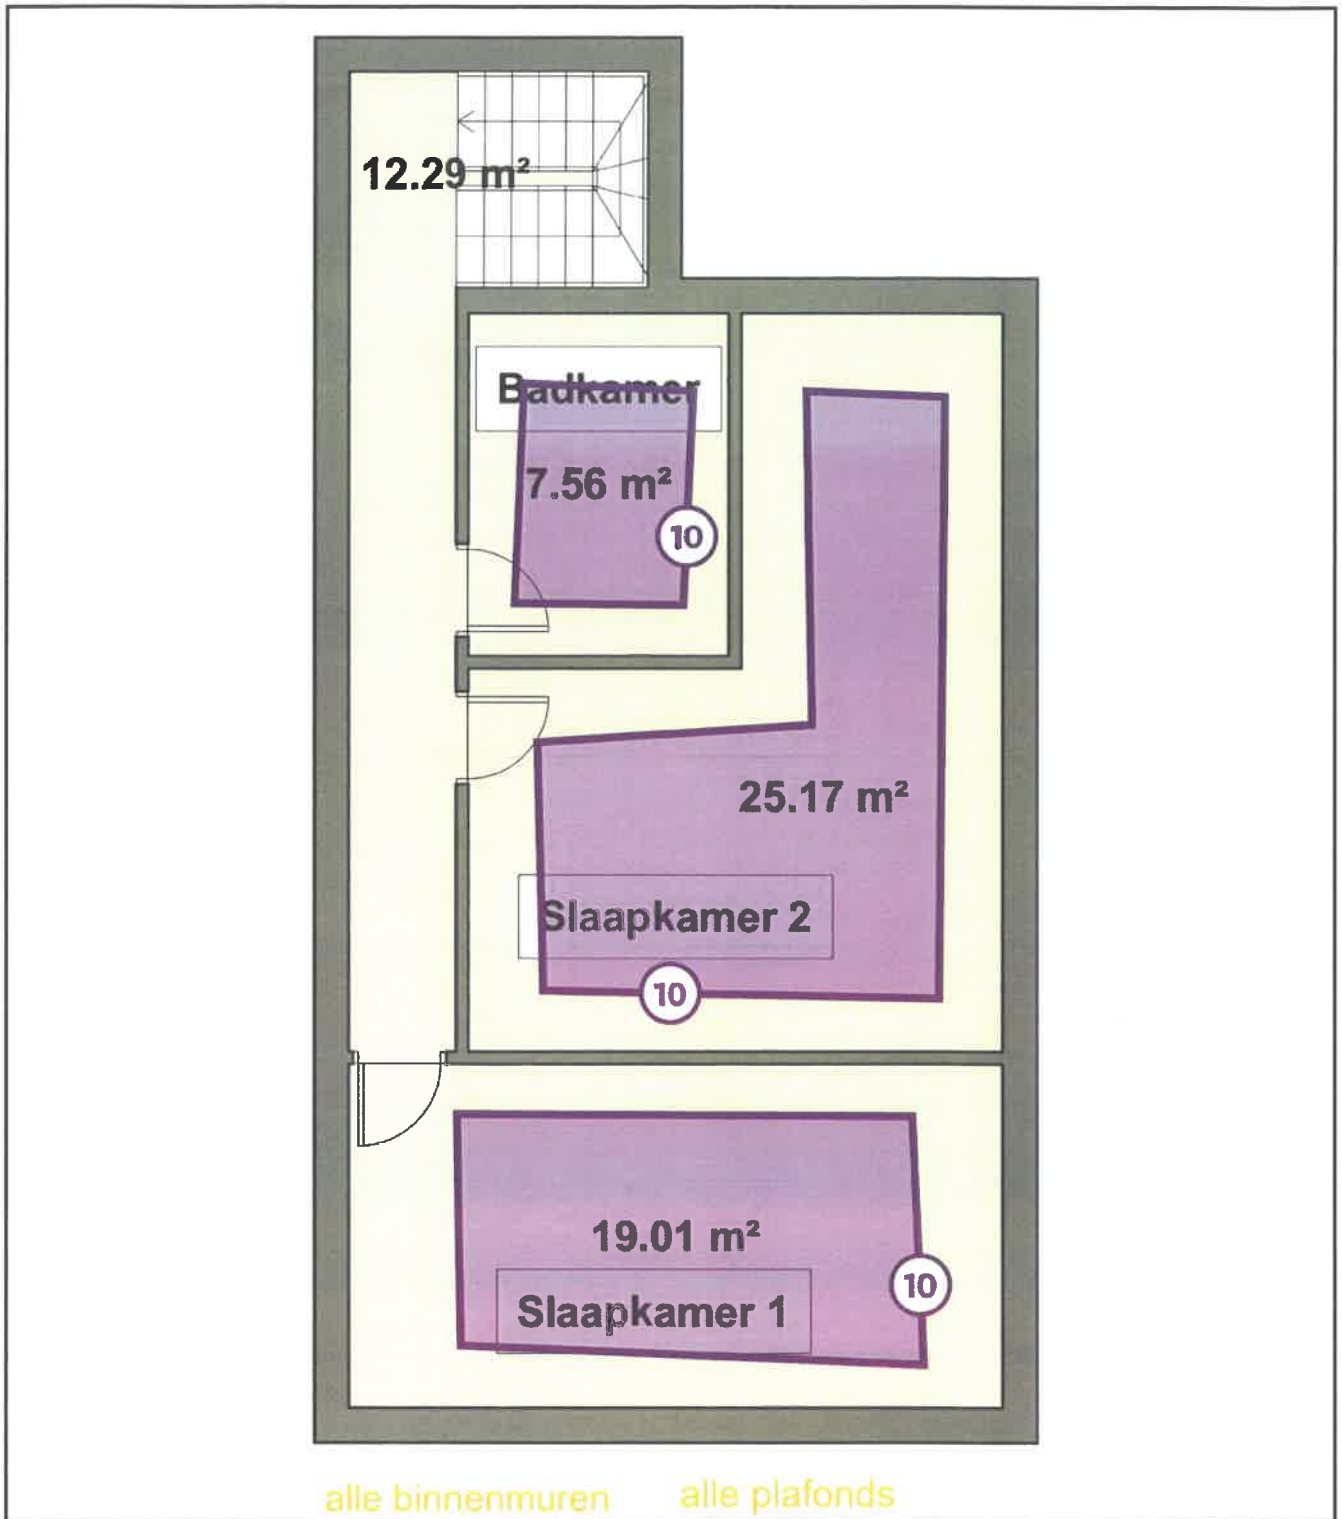 12.29 m²
Badkamer
7.56 m²
10
25.17 m²
Slaapkamer 2
10
19.01 m²
10
Slaapkamer 1
alle binnenmuren alle plafonds